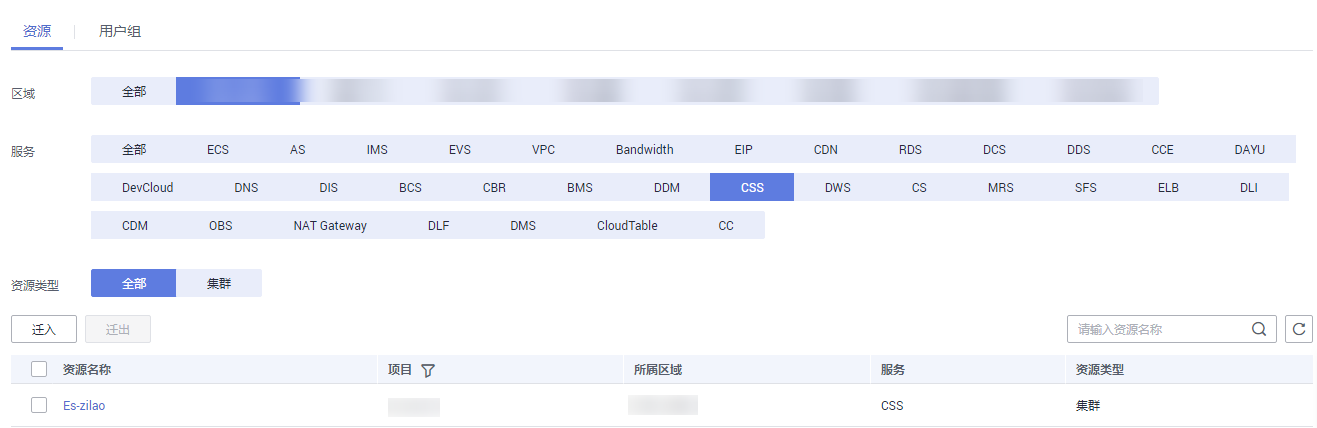 资源 用户组
区域 全部
服务 全部 ECS AS IMS EVS VPC Bandwidth EIP CDN RDS DCS DDS CCE DAYU
DevCloud DNS DIS BCS CBR BMS DDM CSS DWS CS MRS SFS ELB DLI
CDM OBS NAT Gateway DLF DMS CloudTable CC
资源类型 全部 集群
迁入 迁出 请输入资源名称
资源名称 项目 所属区域 服务 资源类型
Es-zilao CSS 集群